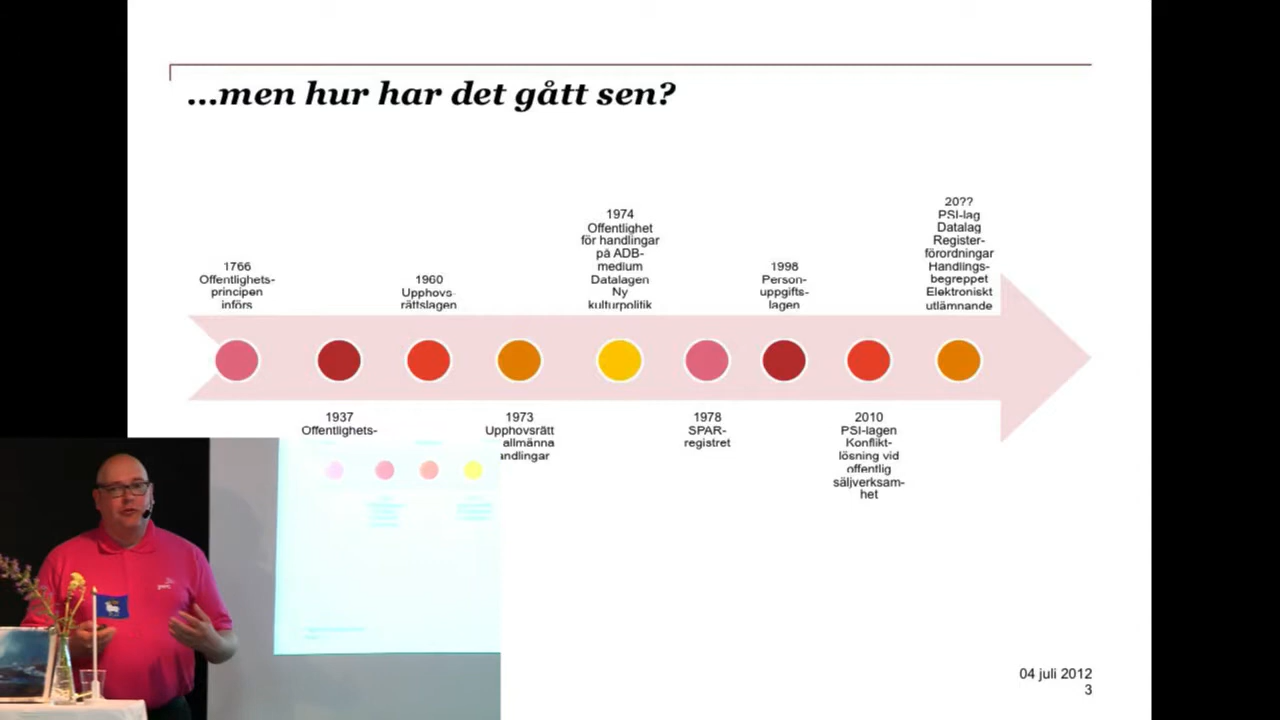 ...men hur har det gått sen?
1766
Offentlighets-
principen
införs
1960
Upphovs-
rättslagen
1974
Offentlighet
för handlingar
på ADB-
medium
Datalagen
Ny
kulturpolitik
1998
Person-
uppgifts-
lagen
20??
PSI-lag
Datalag
Register-
förordningar
Handlings-
begreppet
Elektroniskt
utlämnande
1937
Offentlighets-
1973
Upphovsrätt
allmänna
andlingar
1978
SPAR-
registret
2010
PSI-lagen
Konflikt-
lösning vid
offentlig
säljverksam-
het
04 juli 2012
3